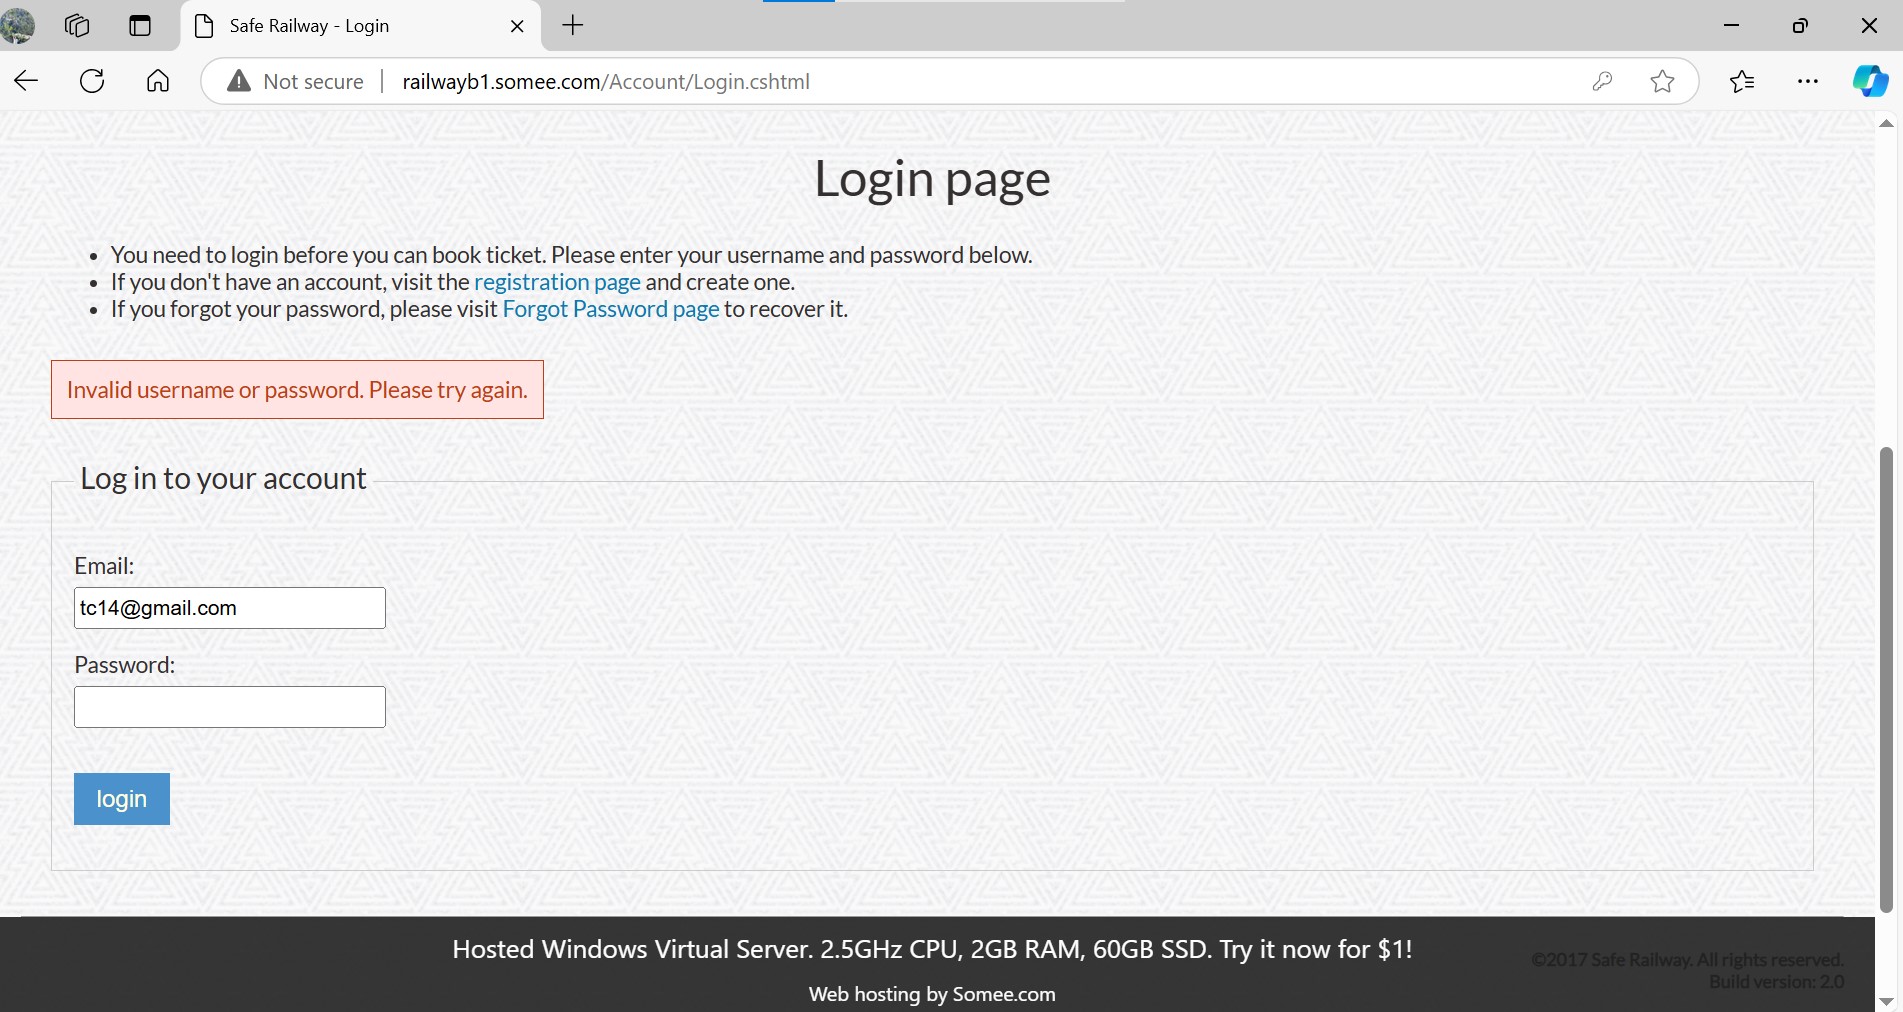 Safe Railway - Login
Not secure
railwayb1.somee.com/Account/Login.cshtml
Login page
You need to login before you can book ticket. Please enter your username and password below.
If you don't have an account, visit the registration page and create one.
If you forgot your password, please visit Forgot Password page to recover it.
Invalid username or password. Please try again.
Log in to your account
Email:
tc14@gmail.com
Password:
login
Hosted Windows Virtual Server. 2.5GHz CPU, 2GB RAM, 60GB SSD. Try it now for $1!
©2017 Safe Railway. All rights reserved.
Build version: 2.0
Web hosting by Somee.com